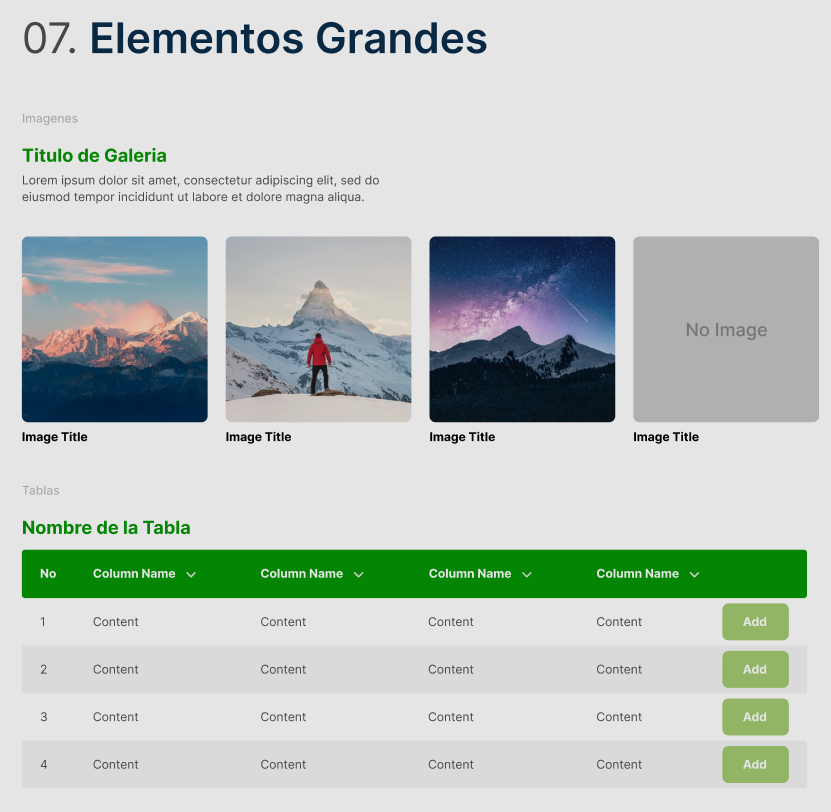 07. Elementos Grandes
Imagenes
Titulo de Galeria
Lorem ipsum dolor sit amet, consectetur adipiscing elit, sed do
eiusmod tempor incididunt ut labore et dolore magna aliqua.
No Image
Image Title Image Title Image Title Image Title
Tablas
Nombre de la Tabla
No Column Name Column Name Column Name Column Name
1 Content Content Content Content Add
2 Content Content Content Content Add
3 Content Content Content Content Add
4 Content Content Content Content Add